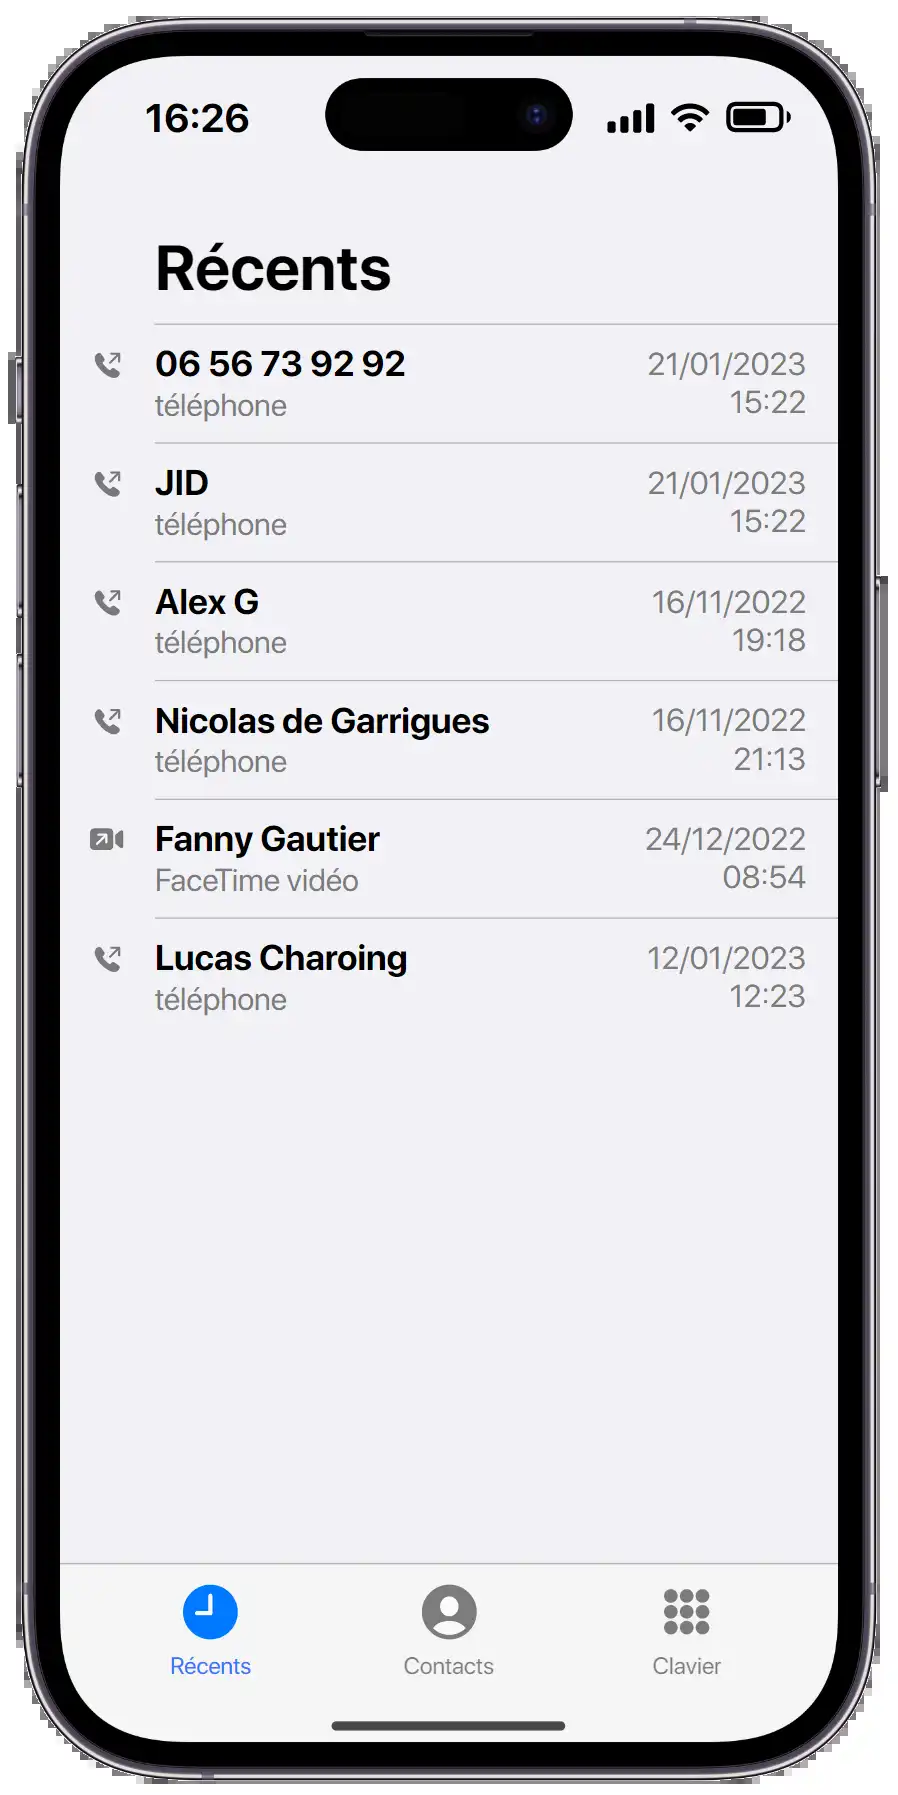 16:26
Récents
06 56 73 92 92
21/01/2023
téléphone
15:22
JID
21/01/2023
téléphone
15:22
Alex G
16/11/2022
téléphone
19:18
Nicolas de Garrigues
16/11/2022
téléphone
21:13
Fanny Gautier
24/12/2022
FaceTime vidéo
08:54
Lucas Charoing
12/01/2023
téléphone
12:23
Récents
Contacts
Clavier